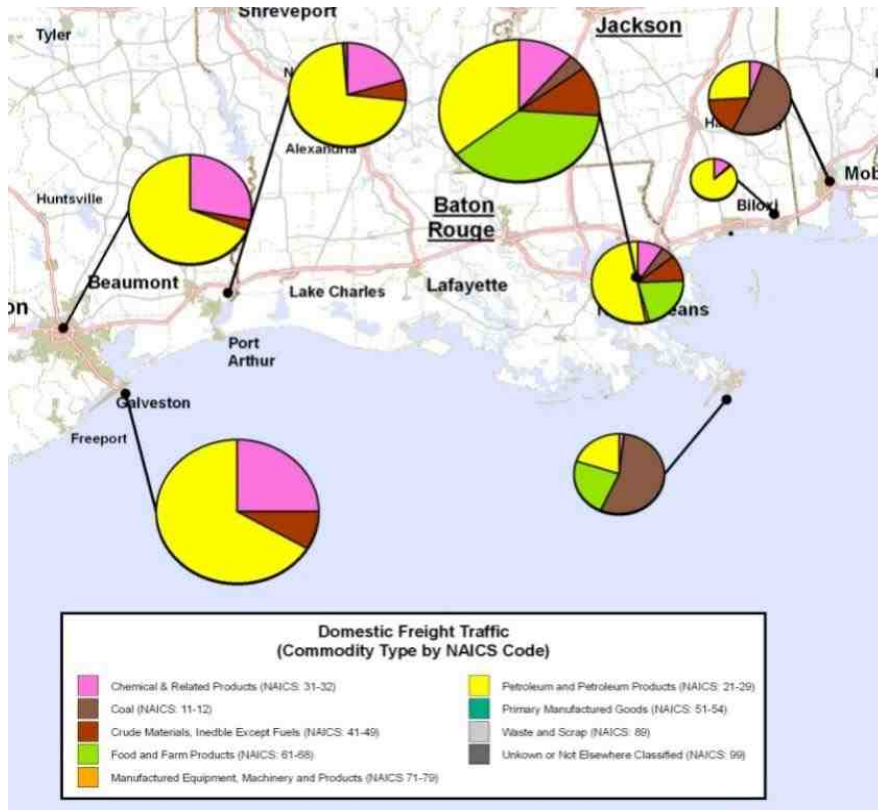 Shreveport
Tyler
Jackson
Alexandria
Huntsville
Mob
Biloxi
Baton
Rouge
Beaumont
Lake Charles
Lafayette
on
eans
Port
Arthur
Galveston
Freeport
Domestic Freight Traffic
(Commodity Type by NAICS Code)
Chemical & Related Products (NAICS: 31-32)
Coal (NAICS: 11-12)
Crude Materials, Inedble Except Fuels (NAICS: 41-49)
Food and Farm Products (NAICS: 61-68)
Manufactured Equipment, Machinery and Products (NAICS 71-79)
Petroleum and Petroleum Products (NAICS: 21-29)
Primary Manufactured Goods (NAICS: 51-54)
Waste and Scrap (NAICS: 89)
Unkown or Not Elsewhere Classified (NAICS: 99)